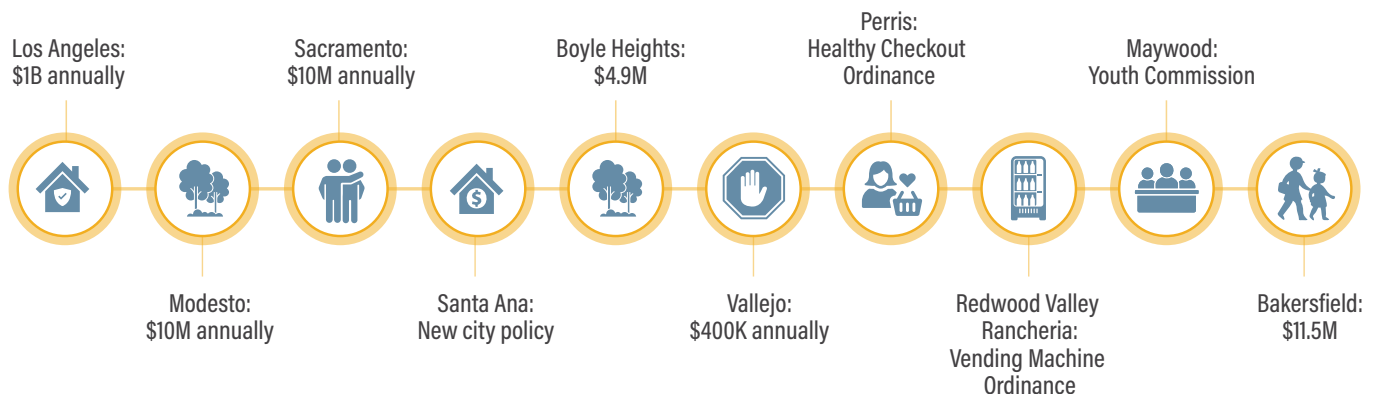 Los Angeles:
$1B annually
Modesto:
$10M annually
Sacramento:
$10M annually
Santa Ana:
New city policy
Boyle Heights:
$4.9M
Vallejo:
$400K annually
Perris:
Healthy Checkout
Ordinance
Redwood Valley
Rancheria:
Vending Machine
Ordinance
Maywood:
Youth Commission
Bakersfield:
$11.5M
$